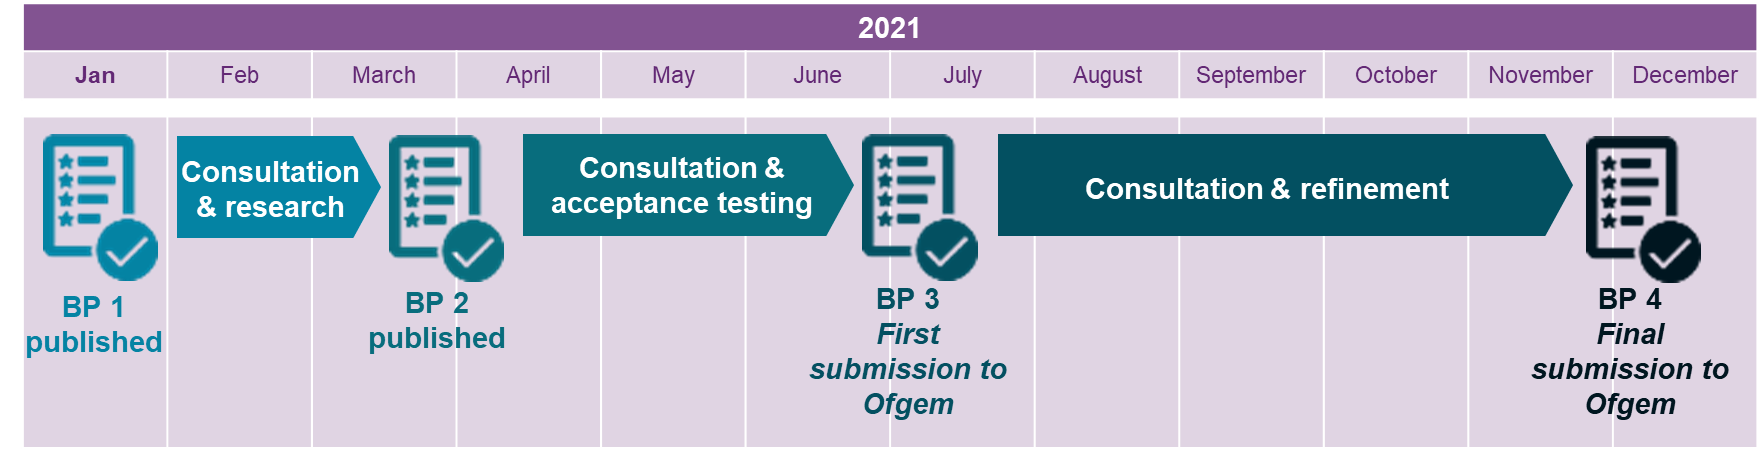 2021
Jan Feb March April May June July August September October November December
Consultation
& research
Consultation &
acceptance testing
Consultation & refinement
BP 1
published
BP 2
published
BP 3
First
submission to
Ofgem
BP 4
Final
submission to
Ofgem